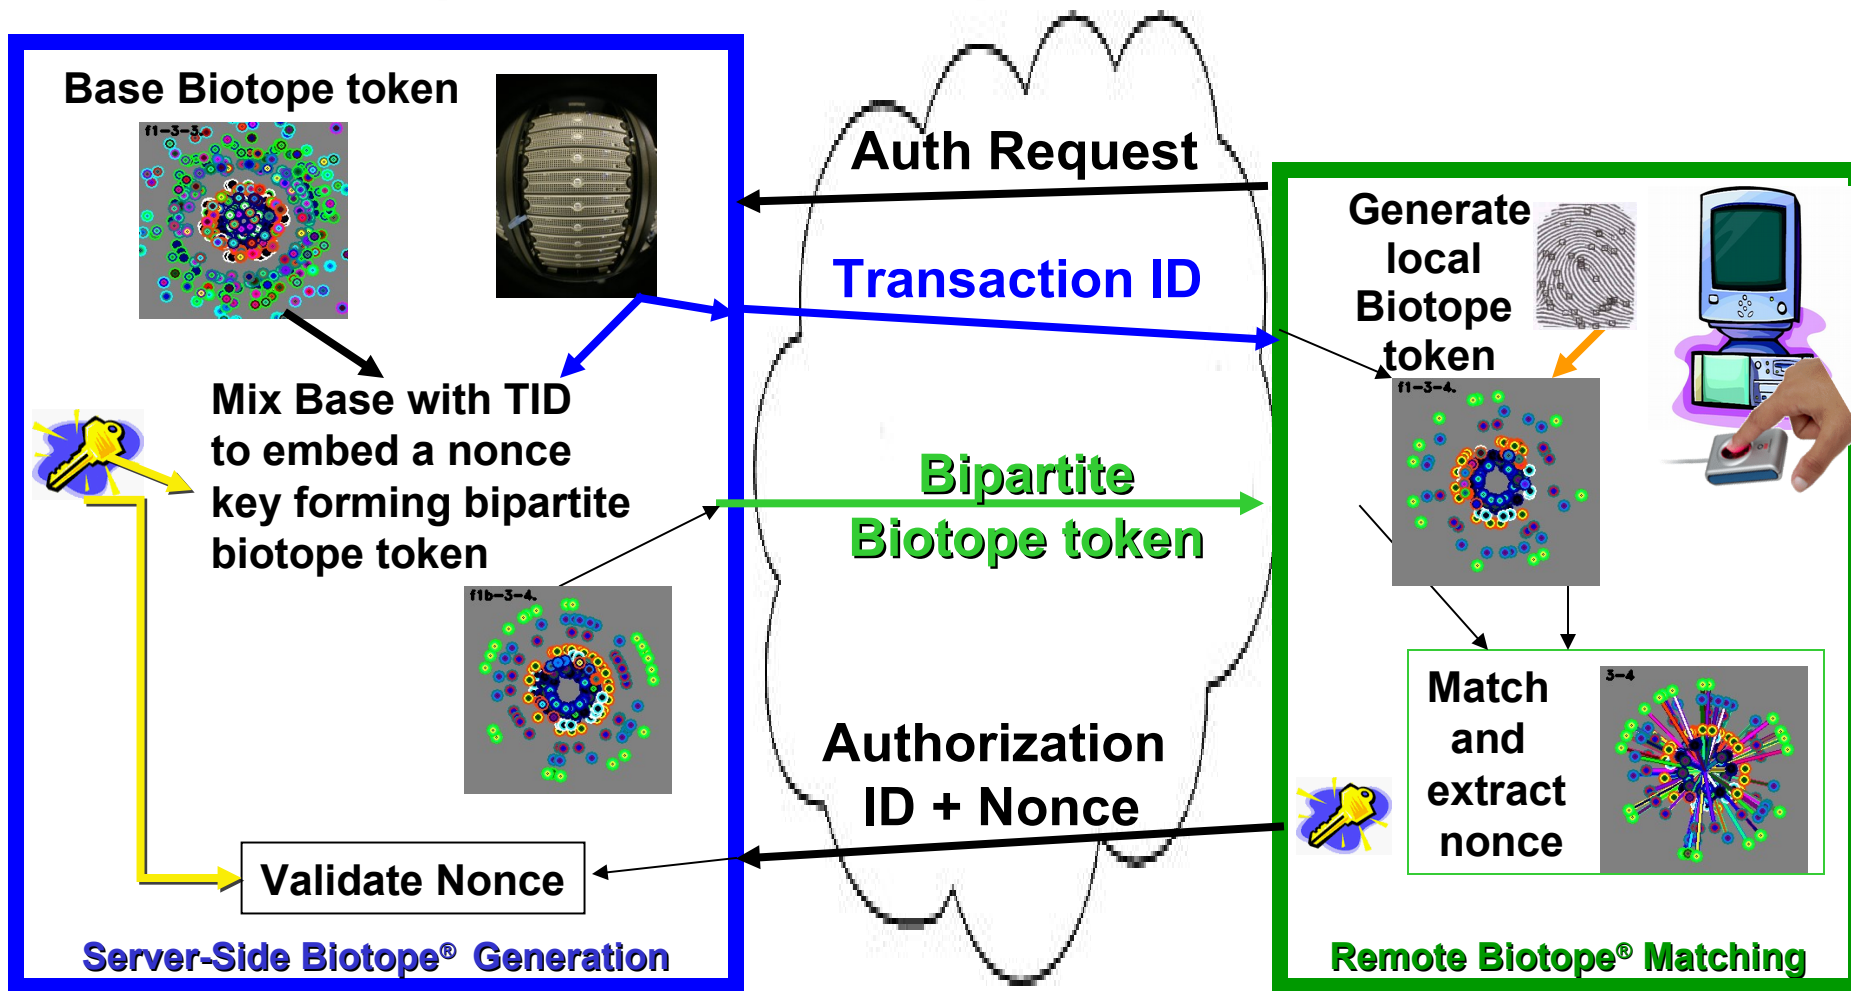 Base Biotope token
f1-3-3.
Mix Base with TID
to embed a nonce
key forming bipartite
biotope token
f1b-3-4.
Validate Nonce
Server-Side Biotope® Generation
Auth Request
Transaction ID
Bipartite
Biotope token
Authorization
ID + Nonce
Generate
local
Biotope
token
f1-3-4.
Match
and
extract
nonce
3-4
Remote Biotope® Matching